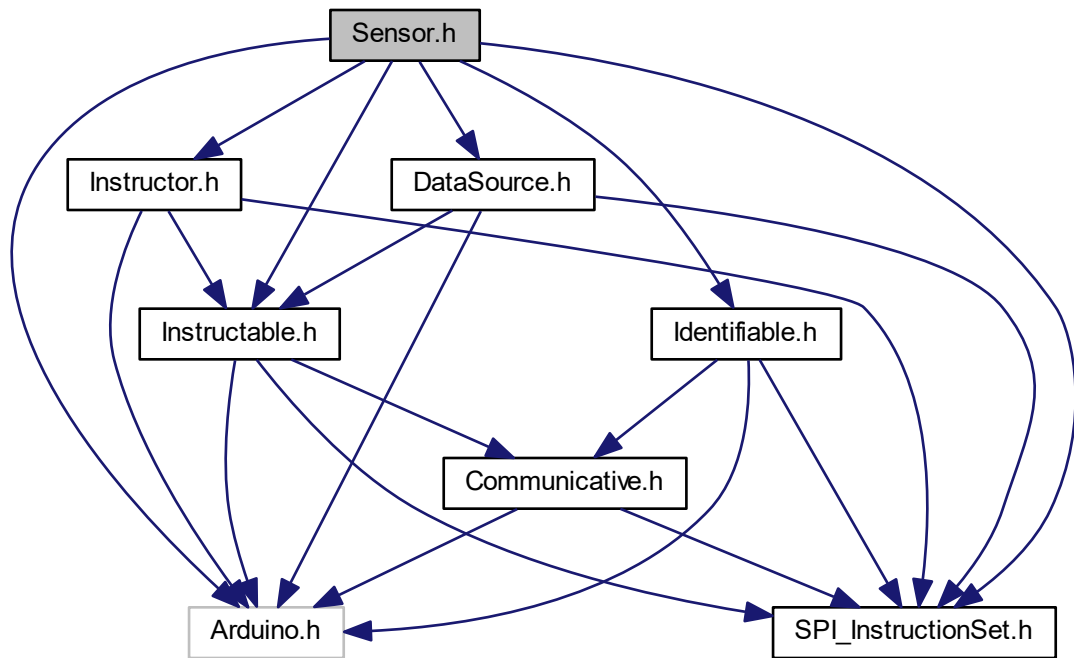 Sensor.h
Instructor.h
DataSource.h
Instructable.h
Identifiable.h
Communicative.h
Arduino.h
SPI_InstructionSet.h